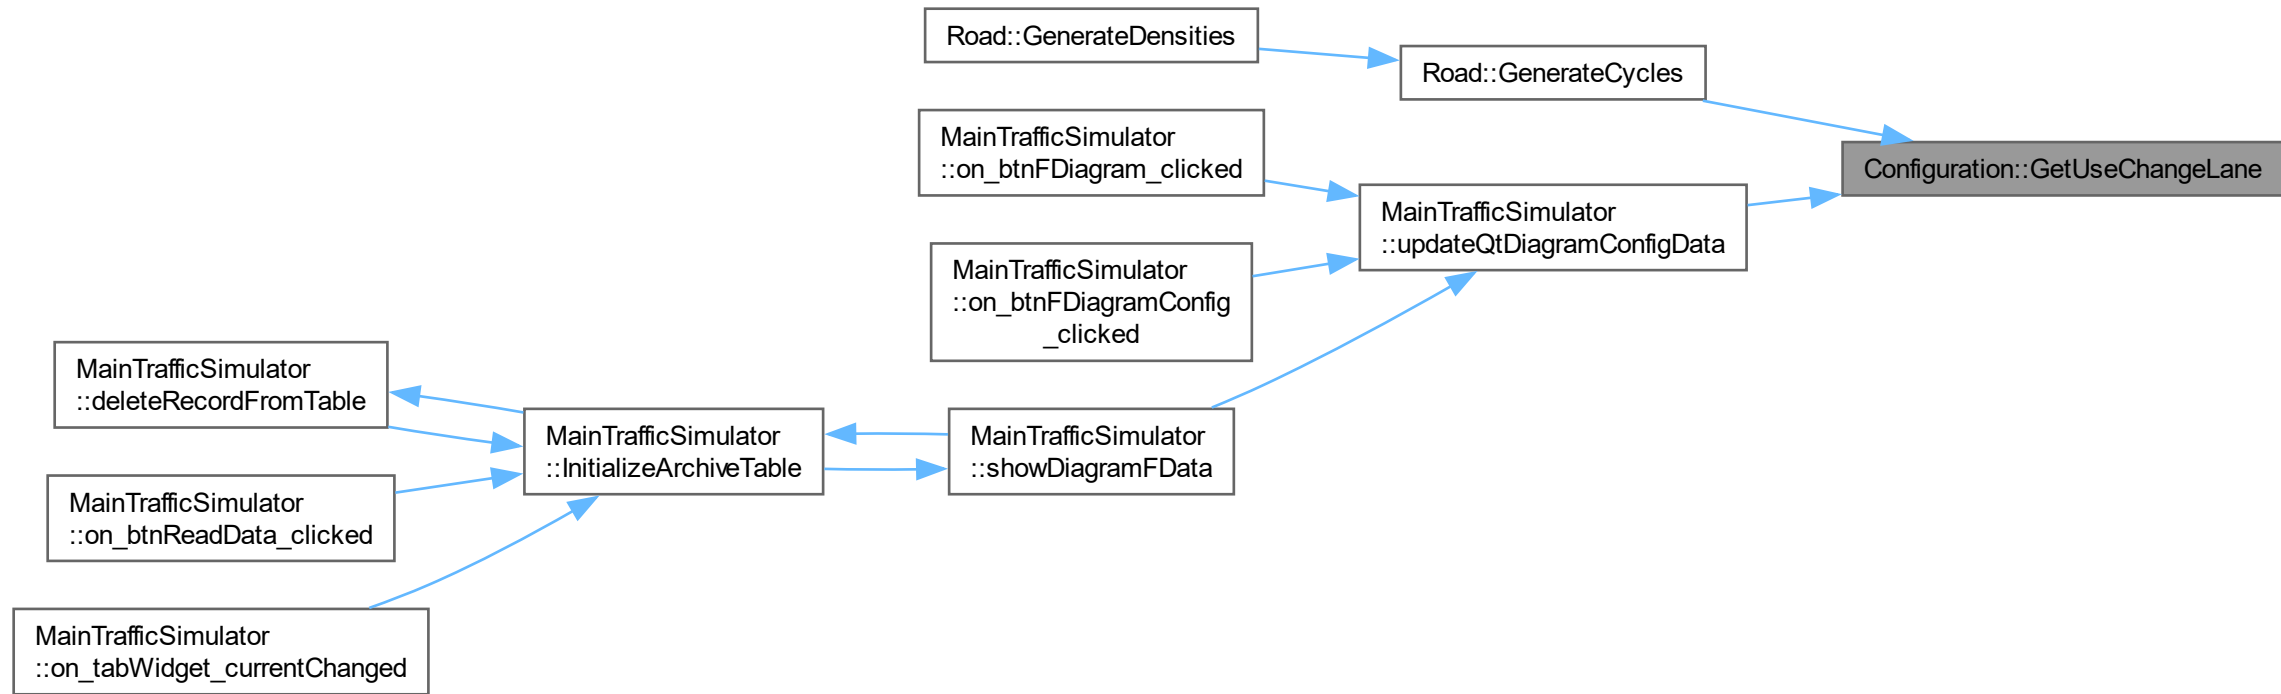 Road::GenerateDensities
Road::GenerateCycles
MainTrafficSimulator
::on_btnFDiagram_clicked
Configuration::GetUseChangeLane
MainTrafficSimulator
::updateQtDiagramConfigData
MainTrafficSimulator
::on_btnFDiagramConfig
_clicked
MainTrafficSimulator
::deleteRecordFromTable
MainTrafficSimulator
::InitializeArchiveTable
MainTrafficSimulator
::showDiagramFData
MainTrafficSimulator
::on_btnReadData_clicked
MainTrafficSimulator
::on_tabWidget_currentChanged